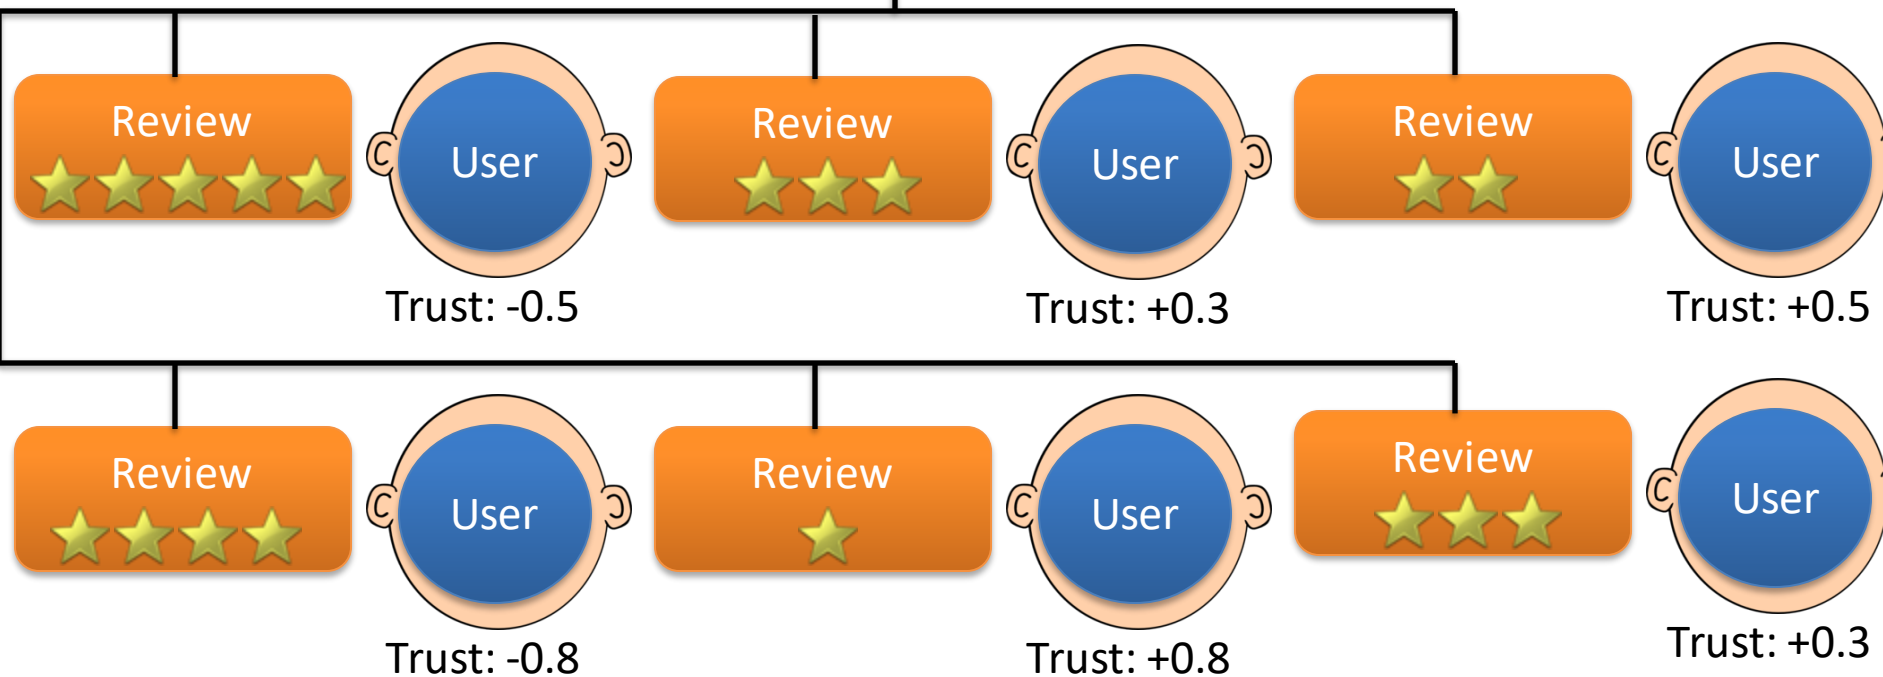 Review
User
Review
User
Review
User
Trust: -0.5
Trust: +0.3
Trust: +0.5
Review
User
Review
User
Review
User
Trust: -0.8
Trust: +0.8
Trust: +0.3